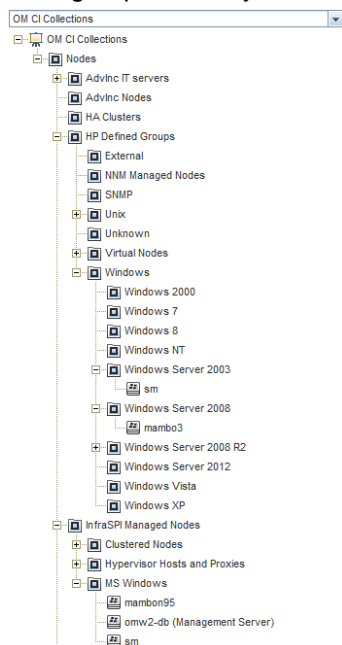 OM CI Collections
OM CI Collections
Nodes
AdvInc IT servers
AdvInc Nodes
HA Clusters
HP Defined Groups
External
NNM Managed Nodes
SNMP
Unix
Unknown
Virtual Nodes
Windows
Windows 2000
Windows 7
Windows 8
Windows NT
Windows Server 2003
sm
Windows Server 2008
mambo3
Windows Server 2008 R2
Windows Server 2012
Windows Vista
Windows XP
InfraSPI Managed Nodes
Clustered Nodes
Hypervisor Hosts and Proxies
MS Windows
mambon95
omw2-db (Management Server)
sm